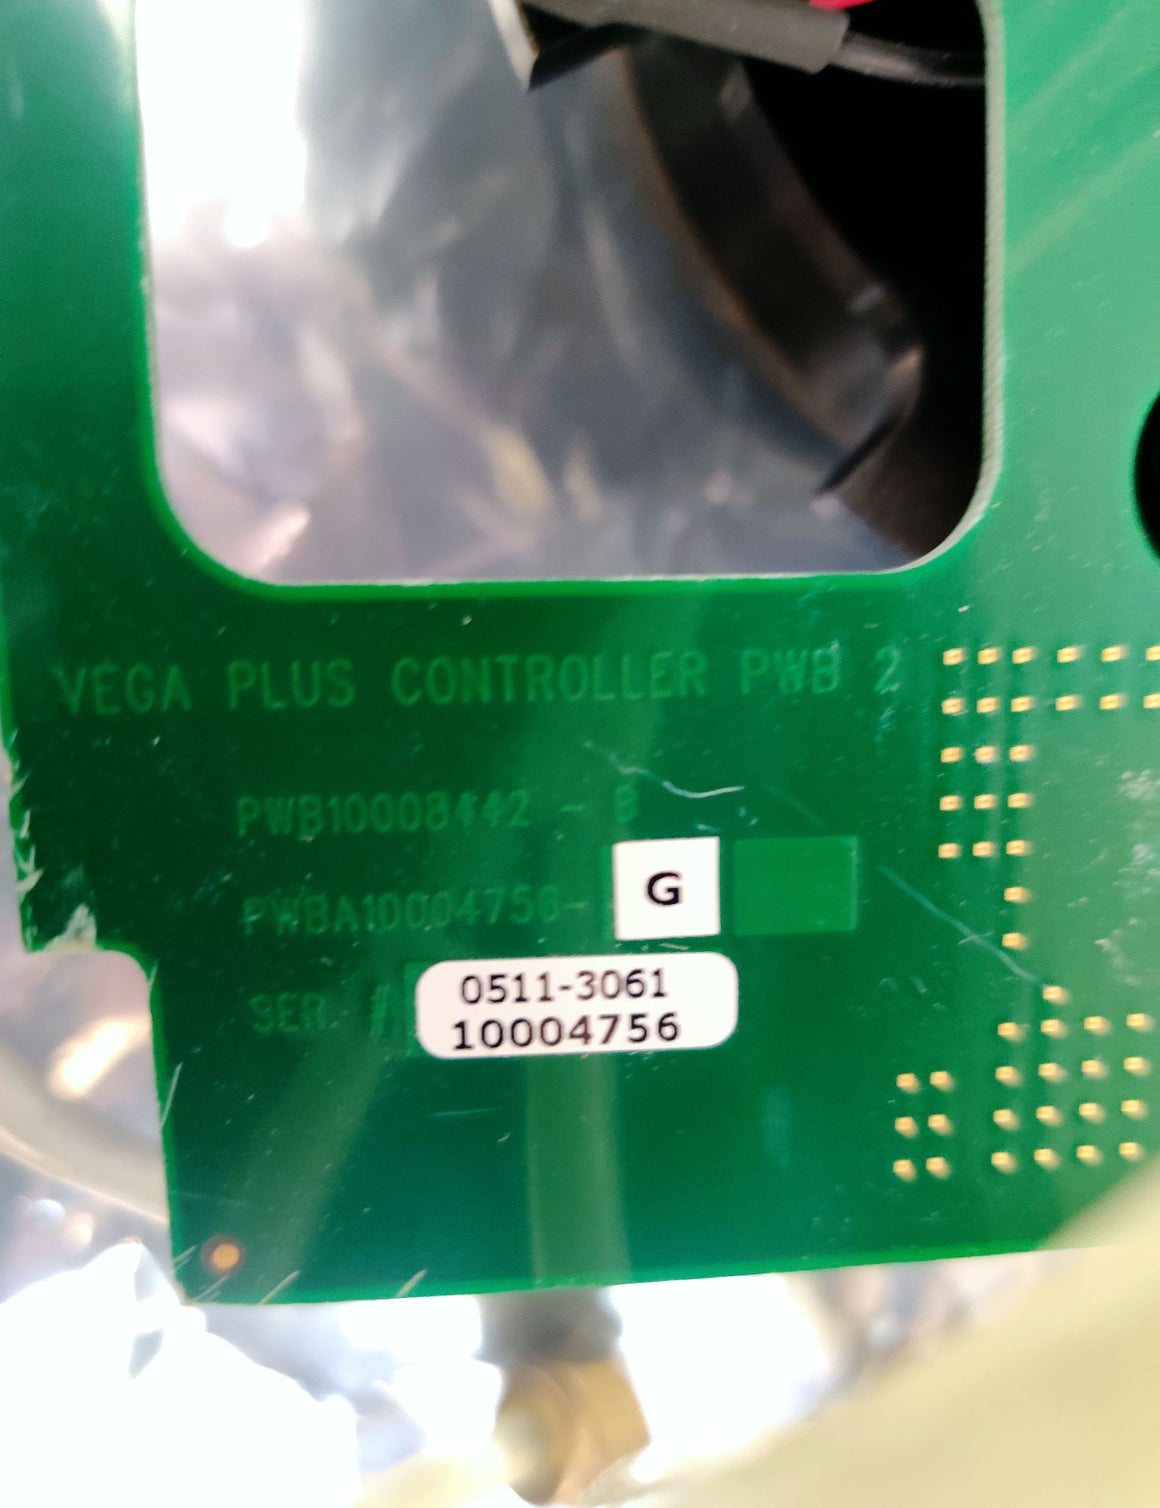 VEGA PLUS CONTROLLER PWB 2
PWB10008442 - B
PWBA10004756- G
SER. #
0511-3061
10004756